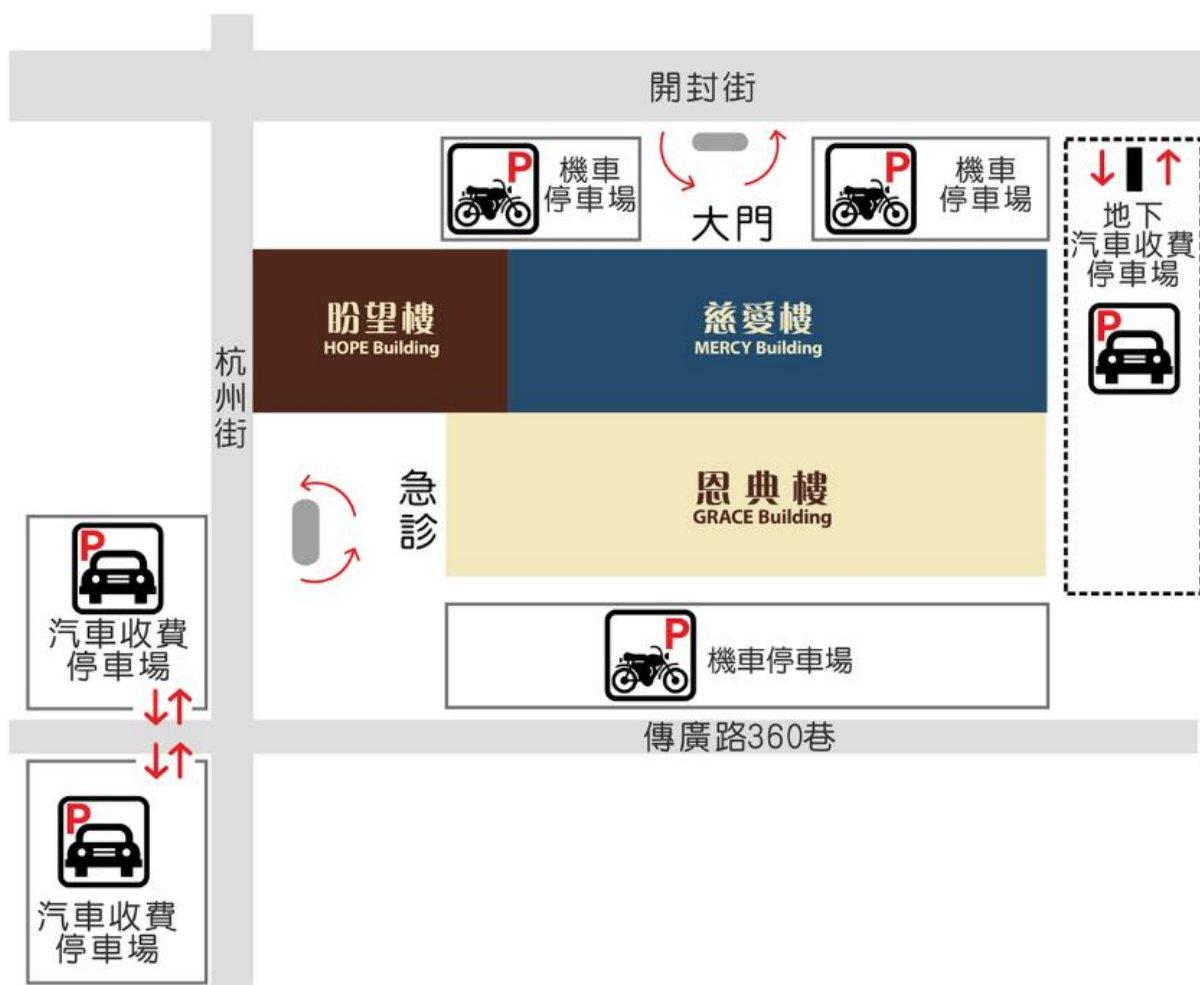 開封街
P
機車
停車場
大門
P
機車
停車場
地下
汽車收費
停車場
P
盼望樓
HOPE Building
慈愛樓
MERCY Building
杭州街
急診
恩典樓
GRACE Building
P
汽車收費
停車場
P
機車停車場
傳廣路360巷
P
汽車收費
停車場